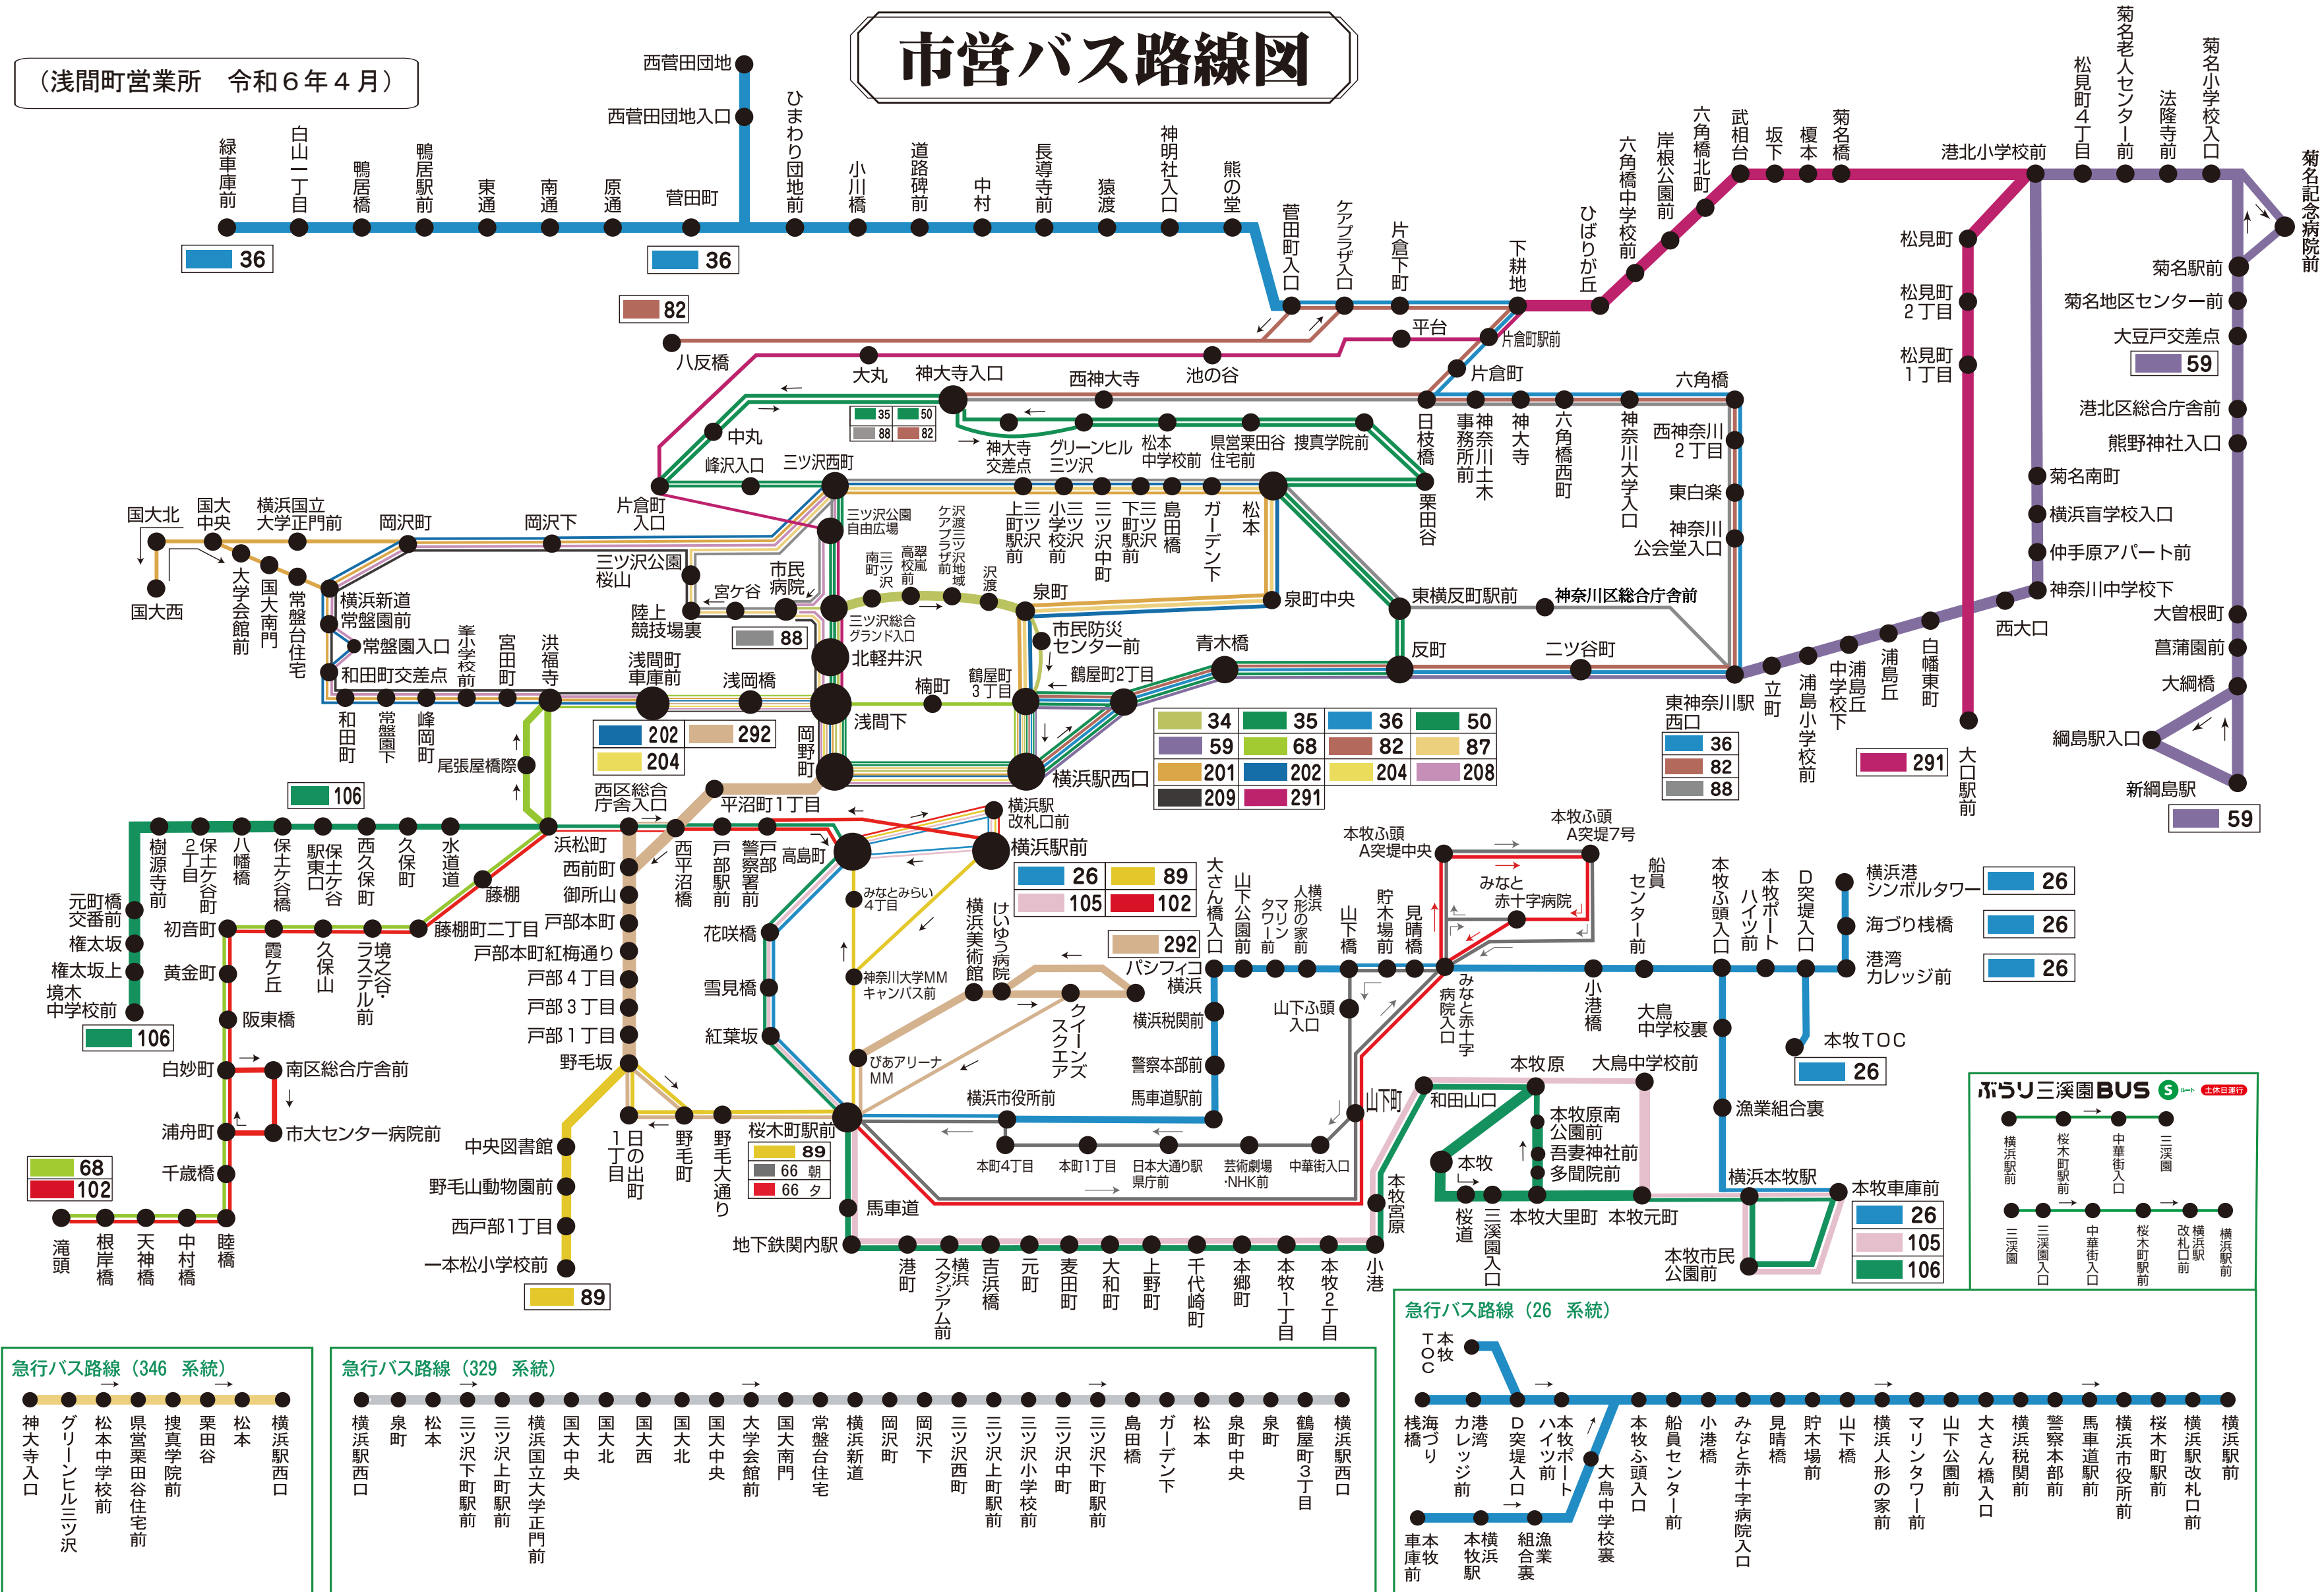 市営バス路線図
（浅間町営業所　令和６年４月）
西菅田団地
西菅田団地入口
緑車庫前
白山一丁目
鴨居橋
鴨居駅前
東通
南通
原通
菅田町
ひまわり団地前
小川橋
道路碑前
中村
長導寺前
猿渡
神明社入口
熊の堂
菅田町入口
ケアプラザ入口
片倉下町
下耕地
ひばりが丘
六角橋中学校前
岸根公園前
六角橋北町
武相台
坂下
榎本
菊名橋
港北小学校前
松見町４丁目
菊名老人センター前
法隆寺前
菊名小学校入口
菊名記念病院前
36
36
82
八反橋
大丸
池の谷
平台
片倉町駅前
片倉町
松見町
松見町
２丁目
松見町
１丁目
大口駅前
291
菊名駅前
菊名地区センター前
大豆戸交差点
59
港北区総合庁舎前
熊野神社入口
大曽根町
菖蒲園前
大綱橋
綱島駅入口
新綱島駅
59
菊名南町
横浜盲学校入口
仲手原アパート前
神奈川中学校下
西大口
白幡東町
浦島丘
浦島丘
中学校下
浦島小学校前
立町
東神奈川駅
西口
36
82
88
神大寺入口
35 50
88 82
西神大寺
日枝橋
神奈川土木
事務所前
神大寺
六角橋西町
神奈川大学入口
六角橋
西神奈川
２丁目
東白楽
神奈川
公会堂入口
中丸
神大寺
交差点
グリーンヒル
三ツ沢
松本
中学校前
県営栗田谷
住宅前
捜真学院前
栗田谷
峰沢入口
三ツ沢西町
片倉町
入口
三ツ沢
上町駅前
三ツ沢
小学校前
三ツ沢中町
三ツ沢
下町駅前
島田橋
ガーデン下
松本
国大北
国大
中央
横浜国立
大学正門前
国大西
大学会館前
国大南門
常盤台住宅
岡沢町
岡沢下
横浜新道
常盤園前
常盤園入口
和田町交差点
和田町
常盤園下
峰岡町
峯小学校前
宮田町
洪福寺
三ツ沢公園
桜山
陸上
競技場裏
宮ケ谷
市民
病院
88
三ツ沢公園
自由広場
三ツ沢総合
グランド入口
三ツ沢
南町
翠嵐
高校前
沢渡三ツ沢地域
ケアプラザ前
沢渡
泉町
泉町中央
市民防災
センター前
東横反町駅前
神奈川区総合庁舎前
反町
二ツ谷町
青木橋
鶴屋町2丁目
鶴屋町
３丁目
北軽井沢
浅間町
車庫前
浅岡橋
浅間下
楠町
岡野町
横浜駅西口
34 35 36 50
59 68 82 87
201 202 204 208
209 291
202 292
204
尾張屋橋際
106
樹源寺前
保土ケ谷町
２丁目
八幡橋
保土ケ谷橋
保土ケ谷
駅東口
西久保町
久保町
水道道
浜松町
西区総合
庁舎入口
平沼町１丁目
西平沼橋
戸部駅前
戸部
警察署前
高島町
横浜駅
改札口前
横浜駅前
26 89
105 102
元町橋
交番前
権太坂
権太坂上
境木
中学校前
106
藤棚
藤棚町二丁目
境之谷・
ラステル前
久保山
霞ケ丘
初音町
黄金町
阪東橋
白妙町
南区総合庁舎前
浦舟町
市大センター病院前
千歳橋
68
102
滝頭
根岸橋
天神橋
中村橋
睦橋
西前町
御所山
戸部本町
戸部本町紅梅通り
戸部４丁目
戸部３丁目
戸部１丁目
野毛坂
中央図書館
野毛山動物園前
西戸部１丁目
一本松小学校前
89
日の出町
１丁目
野毛町
野毛大通り
桜木町駅前
89
66 朝
66 夕
花咲橋
雪見橋
紅葉坂
みなとみらい
４丁目
神奈川大学MM
キャンパス前
ぴあアリーナ
MM
横浜美術館
けいゆう病院
クイーンズ
スクエア
292
パシフィコ
横浜
馬車道
地下鉄関内駅
港町
横浜
スタジアム前
吉浜橋
元町
麦田町
大和町
上野町
千代崎町
本郷町
本牧１丁目
本牧２丁目
小港
本牧宮原
横浜市役所前
馬車道駅前
警察本部前
横浜税関前
大さん橋入口
山下公園前
マリン
タワー前
横浜
人形の家前
山下橋
貯木場前
見晴橋
山下ふ頭
入口
本町４丁目
本町１丁目
日本大通り駅
県庁前
芸術劇場
・NHK前
中華街入口
山下町
みなと赤十字
病院入口
本牧ふ頭
A突堤中央
本牧ふ頭
A突堤7号
みなと
赤十字病院
小港橋
船員
センター前
本牧ふ頭入口
本牧ポート
ハイツ前
Ｄ突堤入口
横浜港
シンボルタワー
26
海づり桟橋
26
港湾
カレッジ前
26
本牧ＴＯＣ
26
大鳥
中学校裏
漁業組合裏
横浜本牧駅
本牧車庫前
26
105
106
本牧市民
公園前
和田山口
本牧原
大鳥中学校前
本牧原南
公園前
吾妻神社前
多聞院前
本牧
桜道
三溪園入口
本牧大里町
本牧元町
ぶらり三溪園BUS
S
ルート
土休日運行
横浜駅前
桜木町駅前
中華街入口
三溪園
三溪園
三溪園入口
中華街入口
桜木町駅前
横浜駅
改札口前
横浜駅前
急行バス路線（346　系統）
神大寺入口
グリーンヒル三ツ沢
松本中学校前
県営栗田谷住宅前
捜真学院前
栗田谷
松本
横浜駅西口
急行バス路線（329　系統）
横浜駅西口
泉町
松本
三ツ沢下町駅前
三ツ沢上町駅前
横浜国立大学正門前
国大中央
国大北
国大西
国大北
国大中央
大学会館前
国大南門
常盤台住宅
横浜新道
岡沢町
岡沢下
三ツ沢西町
三ツ沢上町駅前
三ツ沢小学校前
三ツ沢中町
三ツ沢下町駅前
島田橋
ガーデン下
松本
泉町中央
泉町
鶴屋町３丁目
横浜駅西口
急行バス路線（26　系統）
本牧
ＴＯＣ
海づり
桟橋
港湾
カレッジ前
Ｄ突堤入口
本牧ポート
ハイツ前
本牧ふ頭入口
船員センター前
小港橋
みなと赤十字病院入口
見晴橋
貯木場前
山下橋
横浜人形の家前
マリンタワー前
山下公園前
大さん橋入口
横浜税関前
警察本部前
馬車道駅前
横浜市役所前
桜木町駅前
横浜駅改札口前
横浜駅前
本牧
車庫前
横浜
本牧駅
漁業
組合裏
大鳥中学校裏